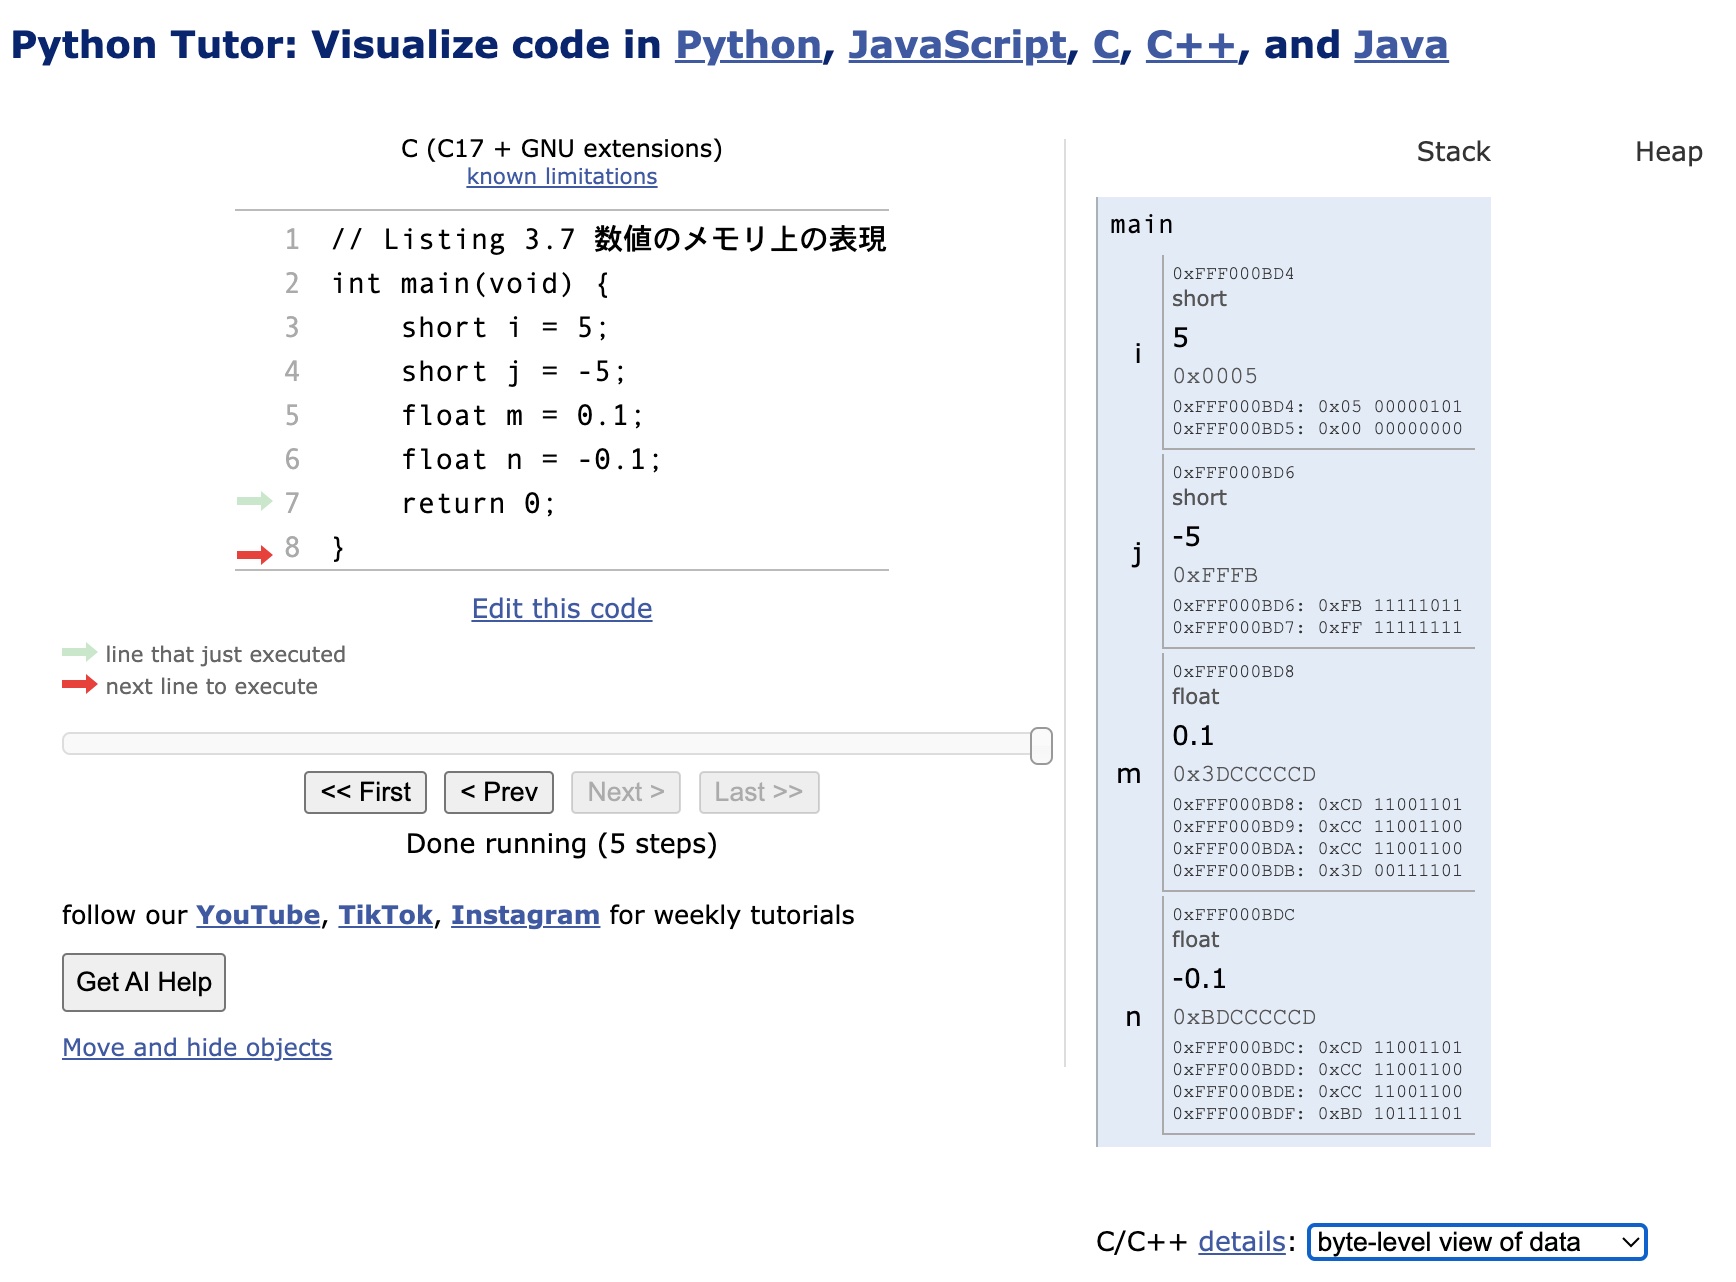 Python Tutor: Visualize code in Python, JavaScript, C, C++, and Java
C (C17 + GNU extensions)
known limitations
1 // Listing 3.7 数値のメモリ上の表現
2 int main(void) {
3     short i = 5;
4     short j = -5;
5     float m = 0.1;
6     float n = -0.1;
7     return 0;
8 }
Edit this code
line that just executed
next line to execute
<< First < Prev Next > Last >>
Done running (5 steps)
follow our YouTube, TikTok, Instagram for weekly tutorials
Get AI Help
Move and hide objects
Stack Heap
main
0xFFF000BD4
short
i 5
0x0005
0xFFF000BD4: 0x05 00000101
0xFFF000BD5: 0x00 00000000
0xFFF000BD6
short
j -5
0xFFFB
0xFFF000BD6: 0xFB 11111011
0xFFF000BD7: 0xFF 11111111
0xFFF000BD8
float
0.1
m 0x3DCCCCCD
0xFFF000BD8: 0xCD 11001101
0xFFF000BD9: 0xCC 11001100
0xFFF000BDA: 0xCC 11001100
0xFFF000BDB: 0x3D 00111101
0xFFF000BDC
float
-0.1
n 0xBDCCCCCD
0xFFF000BDC: 0xCD 11001101
0xFFF000BDD: 0xCC 11001100
0xFFF000BDE: 0xCC 11001100
0xFFF000BDF: 0xBD 10111101
C/C++ details: byte-level view of data